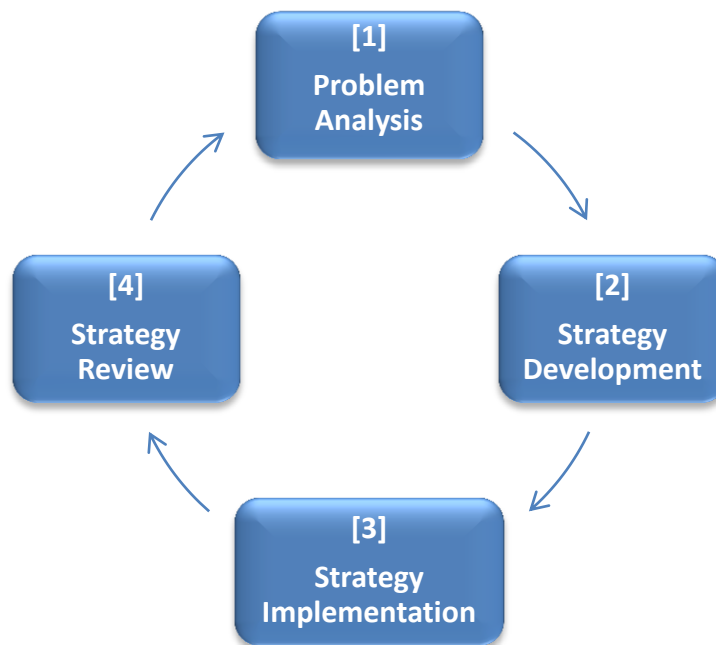 [1]
Problem
Analysis
[2]
Strategy
Development
[3]
Strategy
Implementation
[4]
Strategy
Review